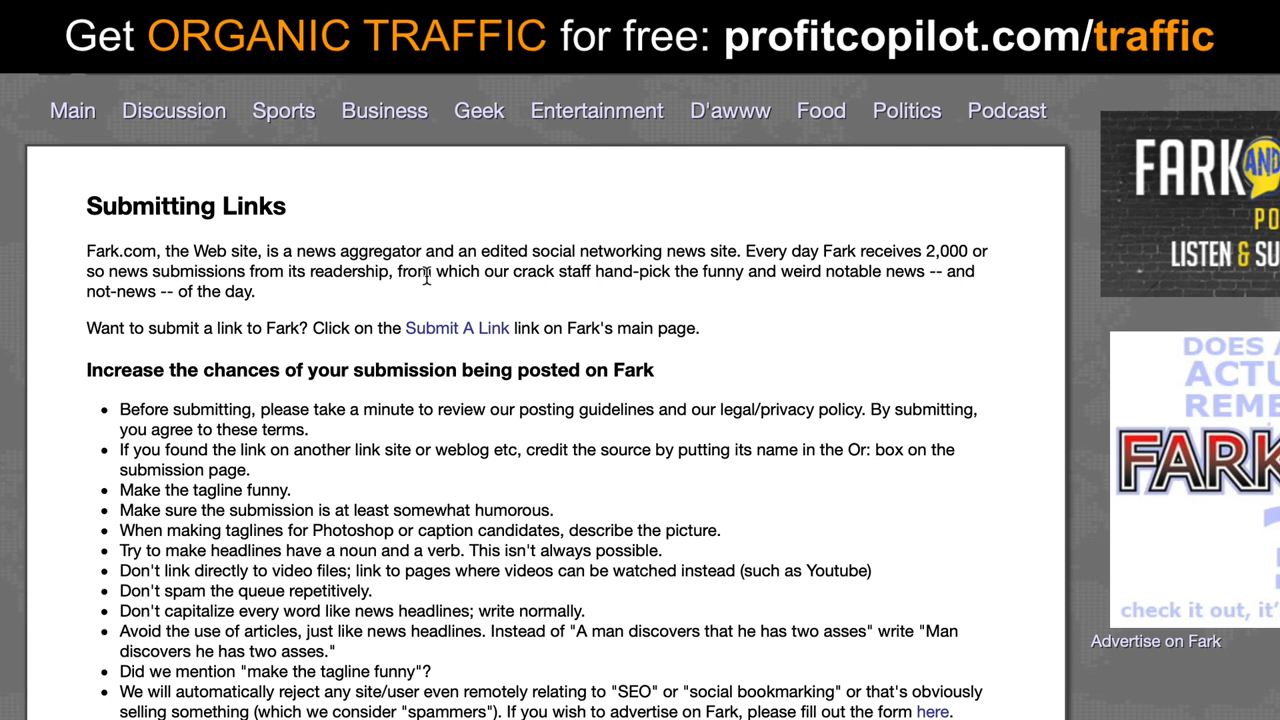 Get ORGANIC TRAFFIC for free: profitcopilot.com/traffic
Main Discussion Sports Business Geek Entertainment D'awww Food Politics Podcast
Submitting Links
Fark.com, the Web site, is a news aggregator and an edited social networking news site. Every day Fark receives 2,000 or
so news submissions from its readership, from which our crack staff hand-pick the funny and weird notable news -- and
not-news -- of the day.
Want to submit a link to Fark? Click on the Submit A Link link on Fark's main page.
Increase the chances of your submission being posted on Fark
• Before submitting, please take a minute to review our posting guidelines and our legal/privacy policy. By submitting,
you agree to these terms.
• If you found the link on another link site or weblog etc, credit the source by putting its name in the Or: box on the
submission page.
• Make the tagline funny.
• Make sure the submission is at least somewhat humorous.
• When making taglines for Photoshop or caption candidates, describe the picture.
• Try to make headlines have a noun and a verb. This isn't always possible.
• Don't link directly to video files; link to pages where videos can be watched instead (such as Youtube)
• Don't spam the queue repetitively.
• Don't capitalize every word like news headlines; write normally.
• Avoid the use of articles, just like news headlines. Instead of "A man discovers that he has two asses" write "Man
discovers he has two asses."
• Did we mention "make the tagline funny"?
• We will automatically reject any site/user even remotely relating to "SEO" or "social bookmarking" or that's obviously
selling something (which we consider "spammers"). If you wish to advertise on Fark, please fill out the form here.
FARK AND
PO
LISTEN & SU
DOES A
ACTU
REME
FARK
check it out, it'
Advertise on Fark